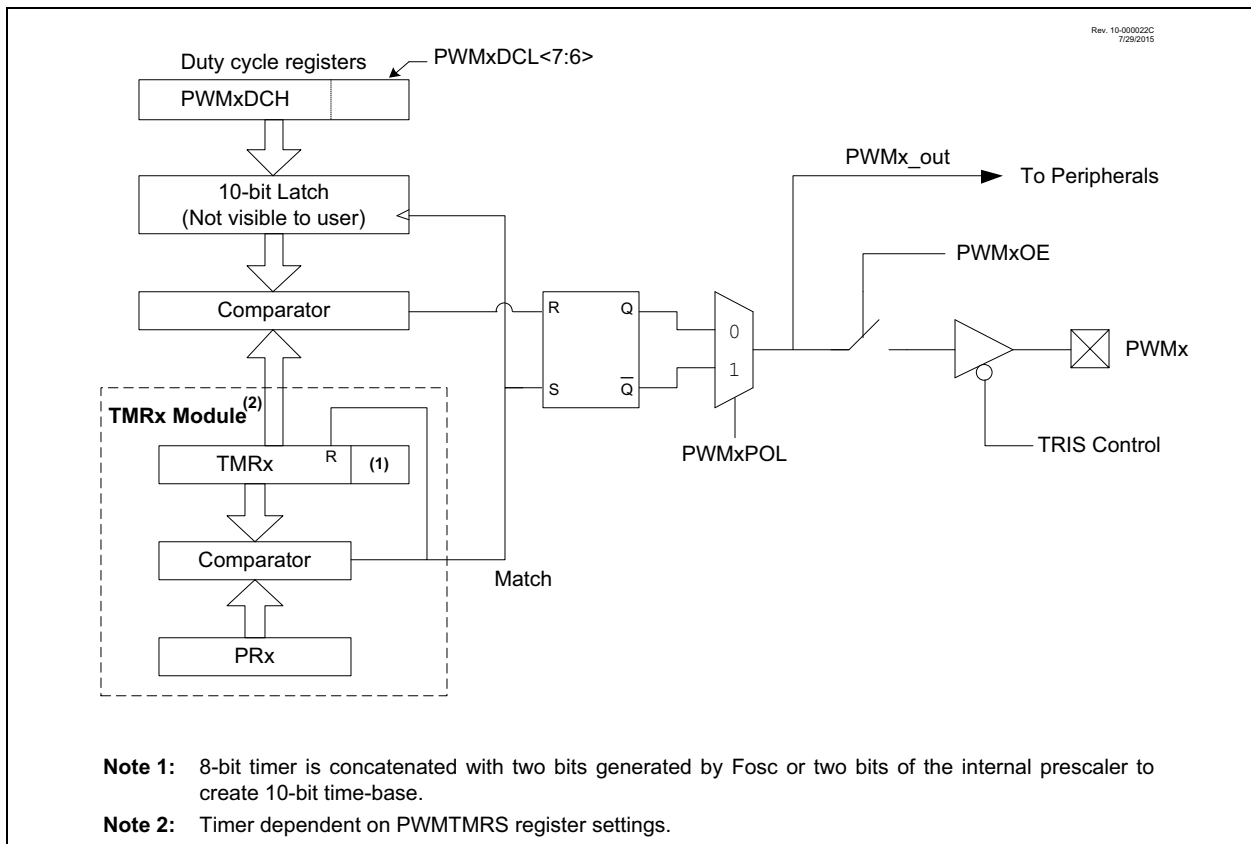 Rev. 10-000022C
7/29/2015
Duty cycle registers
PWMxDCL<7:6>
PWMxDCH
10-bit Latch
(Not visible to user)
Comparator
PWMx_out
To Peripherals
PWMxOE
R
Q
S
Q̅
0
1
PWMxPOL
PWMx
TRIS Control
TMRx Module(2)
TMRx
R
(1)
Comparator
Match
PRx
Note 1: 8-bit timer is concatenated with two bits generated by Fosc or two bits of the internal prescaler to
create 10-bit time-base.
Note 2: Timer dependent on PWMTMRS register settings.